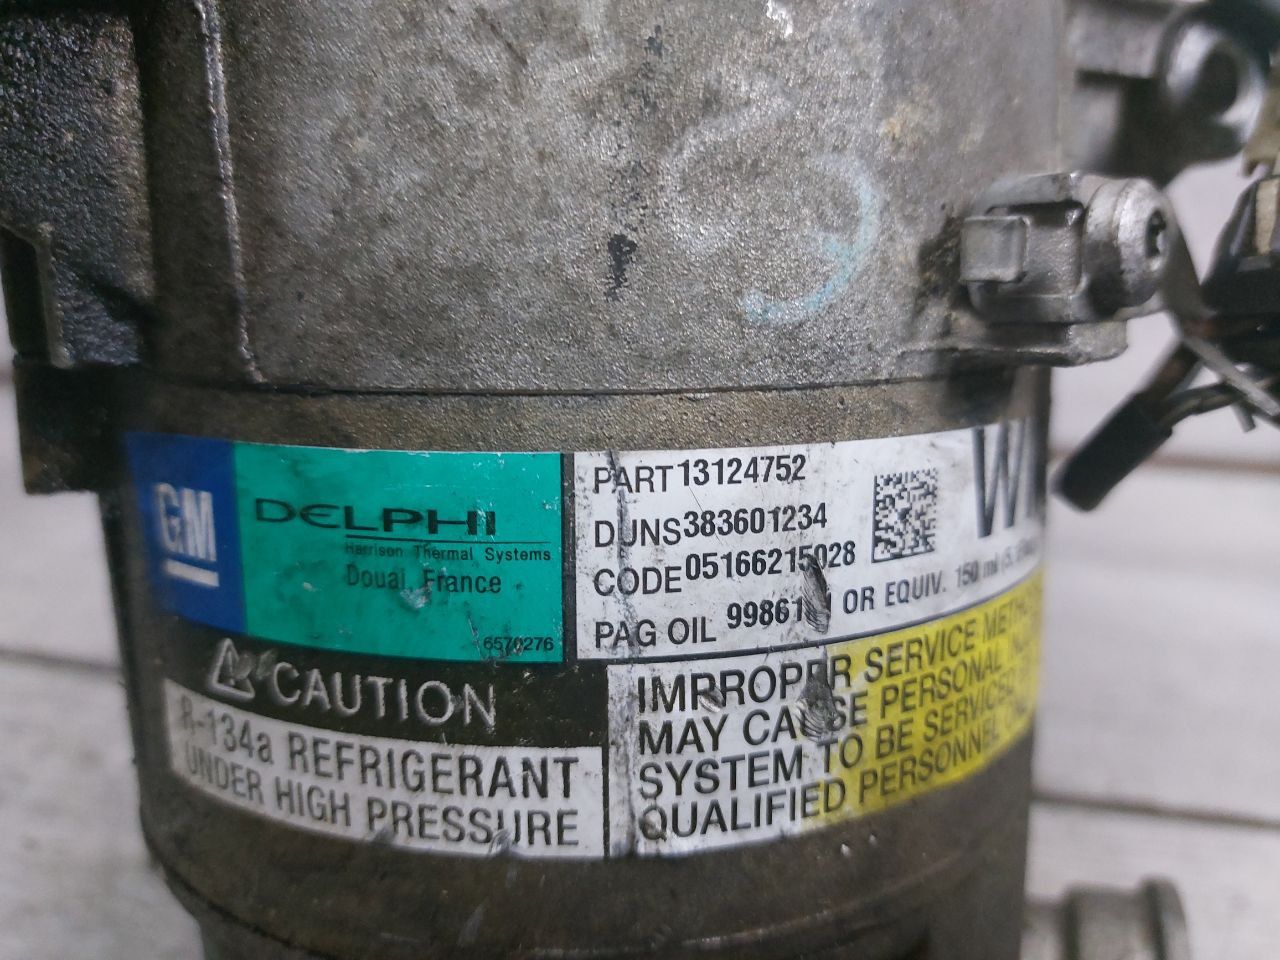 GM
DELPHI
Harrison Thermal Systems
Douai, France
6570276
PART 13124752
DUNS 383601234
CODE 05166215028
PAG OIL OR EQUIV. 150 ml
CAUTION
R-134a REFRIGERANT
UNDER HIGH PRESSURE
IMPROPER SERVICE METHODS
MAY CAUSE PERSONAL
SYSTEM TO BE SERVICED
QUALIFIED PERSONNEL